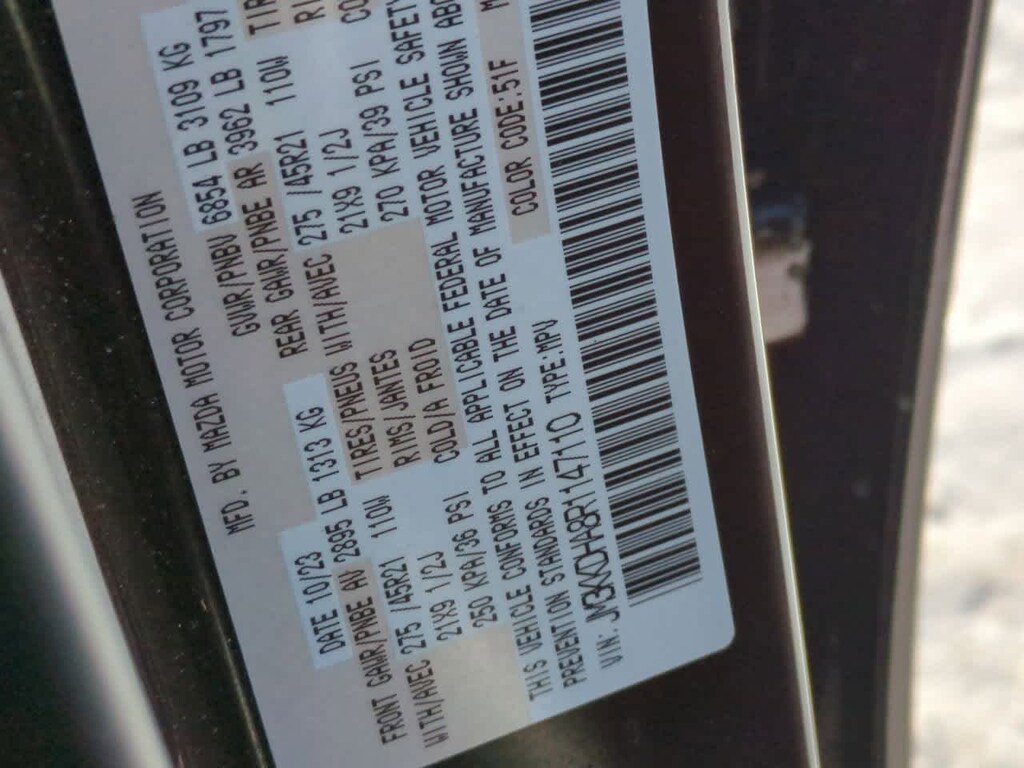 MFD. BY MAZDA MOTOR CORPORATION
DATE 10/23 GVWR/PNBV 6854 LB 3109 KG
FRONT GAWR/PNBE AV 2895 LB 1313 KG REAR GAWR/PNBE AR 3962 LB 1797
WITH/AVEC 275 /45R21 110W TIRES/PNEUS WITH/AVEC 275 /45R21 110W TIR
21X9 1/2J RIMS/JANTES 21X9 1/2J RI
250 KPA/36 PSI COLD/A FROID 270 KPA/39 PSI CO
THIS VEHICLE CONFORMS TO ALL APPLICABLE FEDERAL MOTOR VEHICLE SAFETY
PREVENTION STANDARDS IN EFFECT ON THE DATE OF MANUFACTURE SHOWN ABO
VIN: JM3KKDHA8R1147110 TYPE:MPV COLOR CODE:51F M